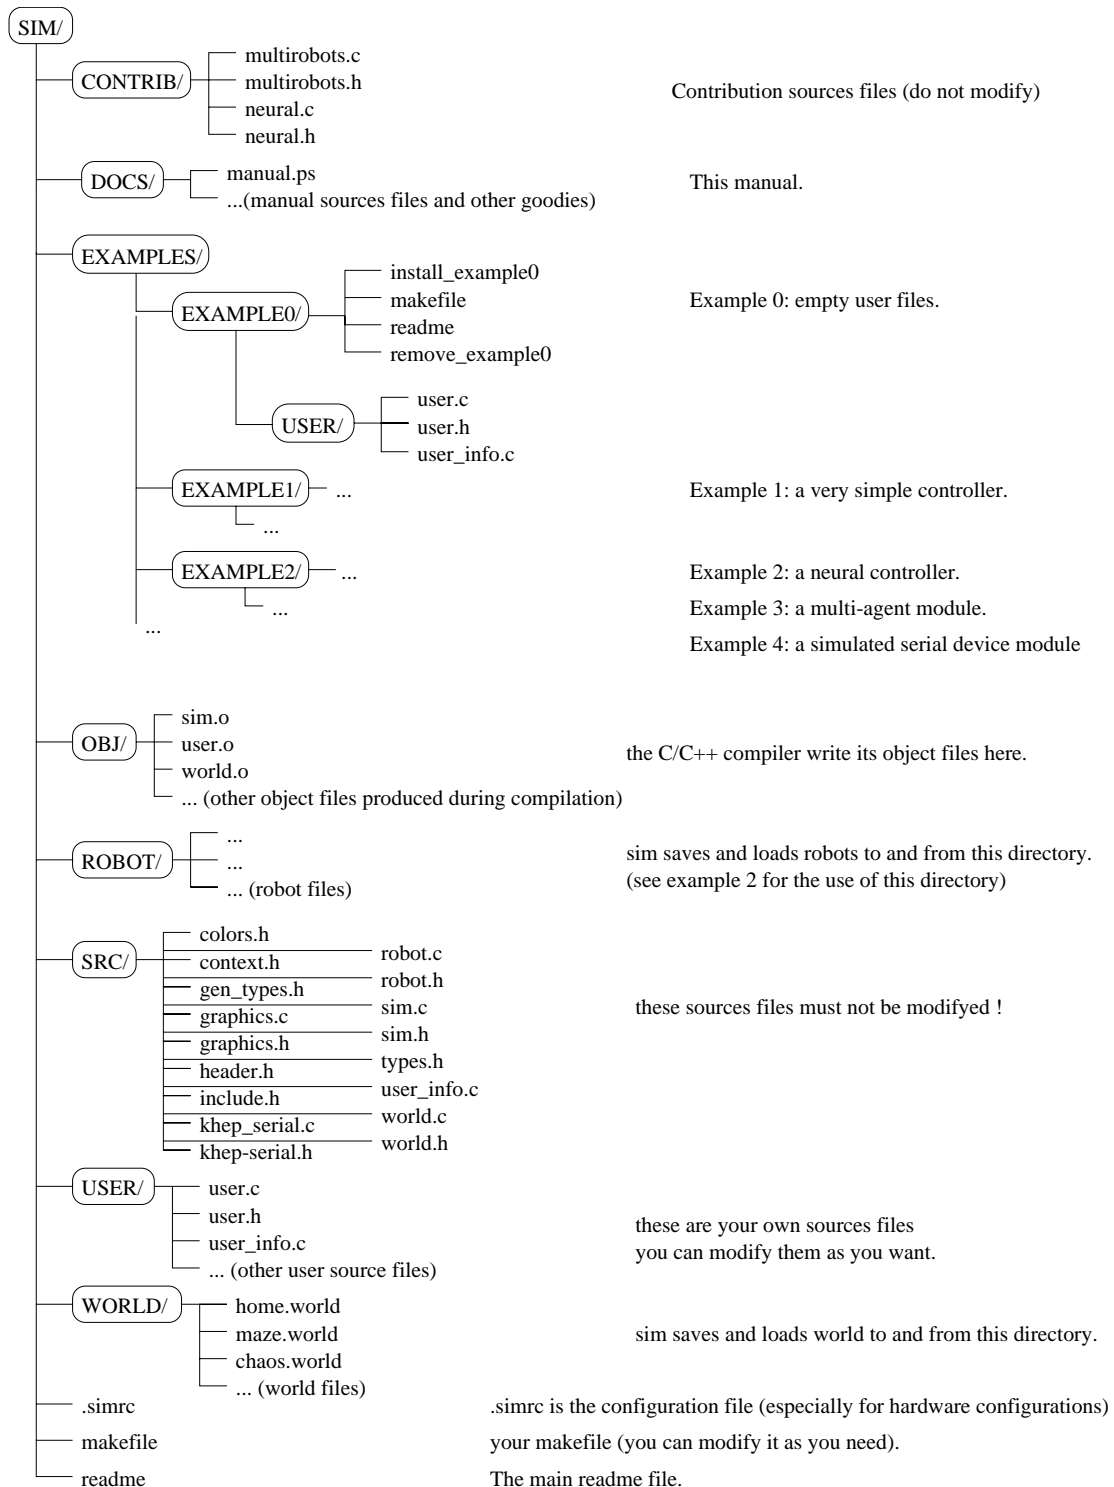 SIM/
multirobots.c
CONTRIB/
multirobots.h
Contribution sources files (do not modify)
neural.c
neural.h
manual.ps
DOCS/
This manual.
...(manual sources files and other goodies)
EXAMPLES/
install_example0
EXAMPLE0/
makefile
Example 0: empty user files.
readme
remove_example0
user.c
USER/
user.h
user_info.c
EXAMPLE1/
...
Example 1: a very simple controller.
...
EXAMPLE2/
...
Example 2: a neural controller.
...
Example 3: a multi-agent module.
...
Example 4: a simulated serial device module
sim.o
OBJ/
user.o
the C/C++ compiler write its object files here.
world.o
... (other object files produced during compilation)
...
ROBOT/
...
sim saves and loads robots to and from this directory.
... (robot files)
(see example 2 for the use of this directory)
colors.h
robot.c
SRC/
context.h
robot.h
gen_types.h
sim.c
these sources files must not be modifyed !
graphics.c
sim.h
graphics.h
types.h
header.h
user_info.c
include.h
world.c
khep_serial.c
world.h
khep-serial.h
USER/
user.c
user.h
these are your own sources files
user_info.c
you can modify them as you want.
... (other user source files)
WORLD/
home.world
maze.world
sim saves and loads world to and from this directory.
chaos.world
... (world files)
.simrc
.simrc is the configuration file (especially for hardware configurations)
makefile
your makefile (you can modify it as you need).
readme
The main readme file.